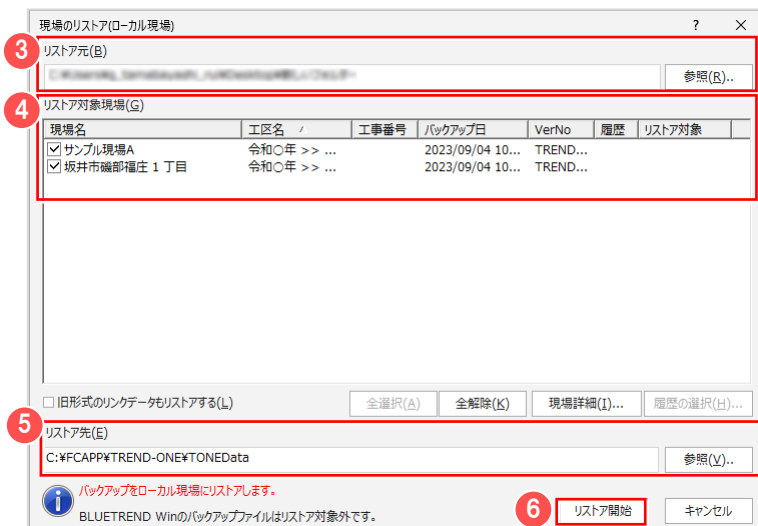 現場のリストア(ローカル現場) ? ×
3 リストア元(B)
参照(R)..
4 リストア対象現場(G)
現場名 工区名 / 工事番号 バックアップ日 VerNo 履歴 リストア対象
サンプル現場A 令和○年 >> ... 2023/09/04 10... TREND...
坂井市磯部福庄 1 丁目 令和○年 >> ... 2023/09/04 10... TREND...
旧形式のリンクデータもリストアする(L) 全選択(A) 全解除(K) 現場詳細(I)... 履歴の選択(H)...
5 リストア先(E)
C:¥FCAPP¥TREND-ONE¥TONEData 参照(V)..
バックアップをローカル現場にリストアします。
BLUETREND Winのバックアップファイルはリストア対象外です。 6 リストア開始 キャンセル